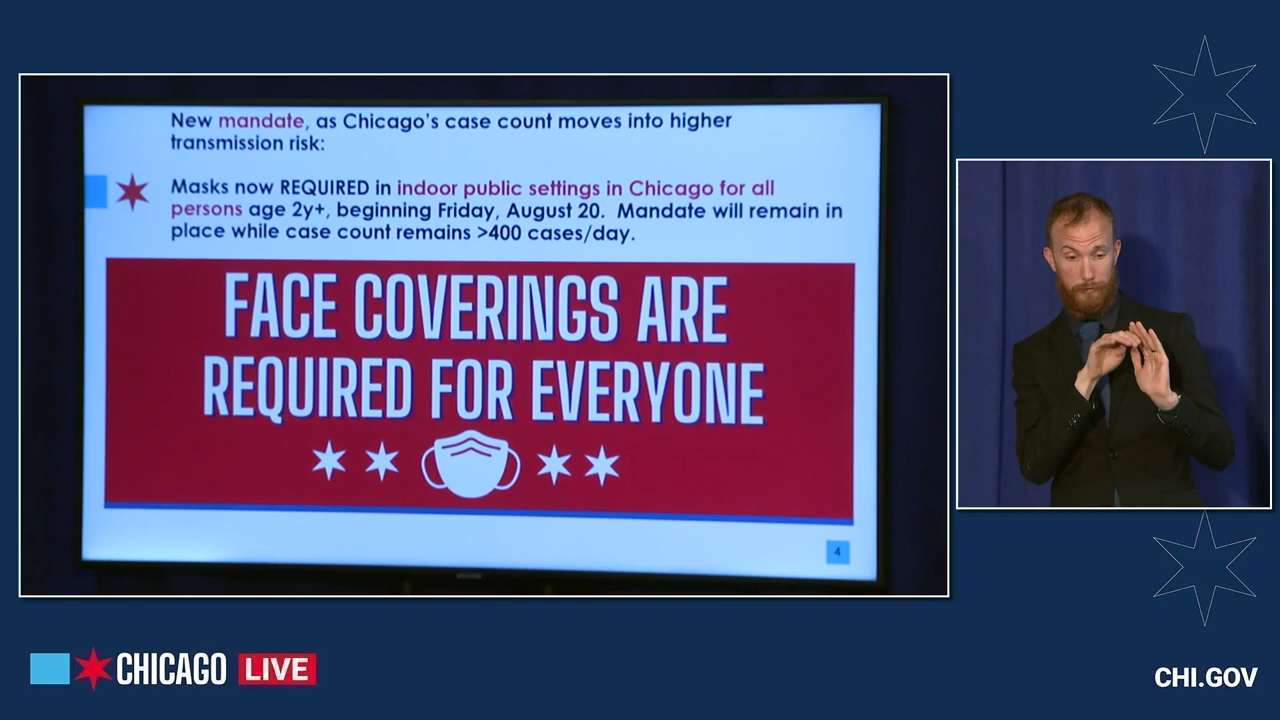 New mandate, as Chicago's case count moves into higher
transmission risk:
Masks now REQUIRED in indoor public settings in Chicago for all
persons age 2y+, beginning Friday, August 20.  Mandate will remain in
place while case count remains >400 cases/day.
FACE COVERINGS ARE
REQUIRED FOR EVERYONE
4
CHICAGO LIVE
CHI.GOV